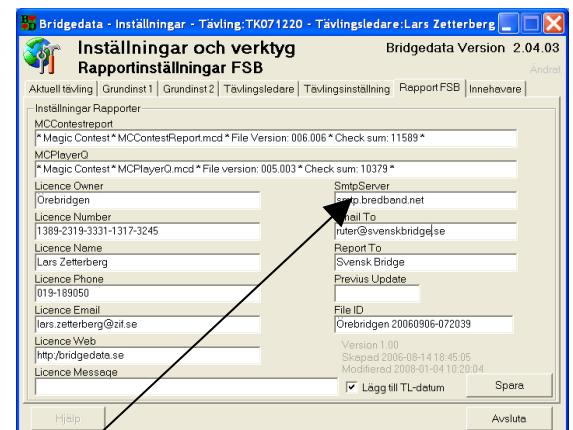 Bridgedata - Inställningar - Tävling:TK071220 - Tävlingsledare:Lars Zetterberg
Inställningar och verktyg
Bridgedata Version 2.04.03
Rapportinställningar FSB
Ändra!
Aktuell tävling Grundinst 1 Grundinst 2 Tävlingsledare Tävlingsinställning Rapport FSB Innehavare
Inställningar Rapporter
MCContestreport
* Magic Contest * MCContestReport.mcd * File Version: 006.006 * Check sum: 11589 *
MCPlayerQ
* Magic Contest * MCPlayerQ.mcd * File version: 005.003 * Check sum: 10379 *
Licence Owner
Örebridgen
Licence Number
1389-2319-3331-1317-3245
Licence Name
Lars Zetterberg
Licence Phone
019-189050
Licence Email
lars.zetterberg@zif.se
Licence Web
http:/bridgedata.se
Licence Message
SmtpServer
smtp.bredband.net
Email To
ruter@svenskbridge.se
Report To
Svensk Bridge
Previus Update
File ID
Örebridgen 20060906-072039
Version 1.00
Skapad 2006-08-14 18:45:05
Modifierad 2008-01-04 10:20:04
Lägg till TL-datum
Spara
Hjälp
Avsluta